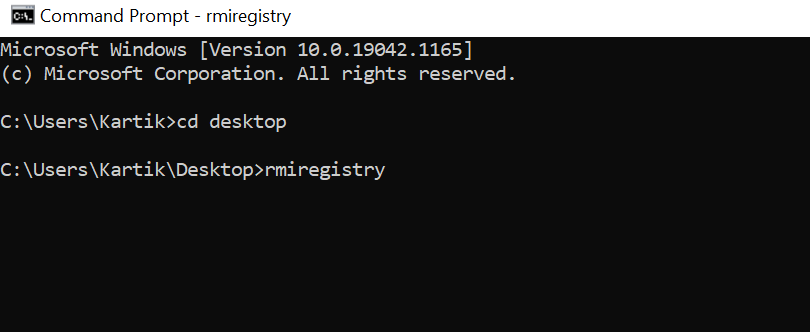 Command Prompt - rmiregistry
Microsoft Windows [Version 10.0.19042.1165]
(c) Microsoft Corporation. All rights reserved.
C:\Users\Kartik>cd desktop
C:\Users\Kartik\Desktop>rmiregistry